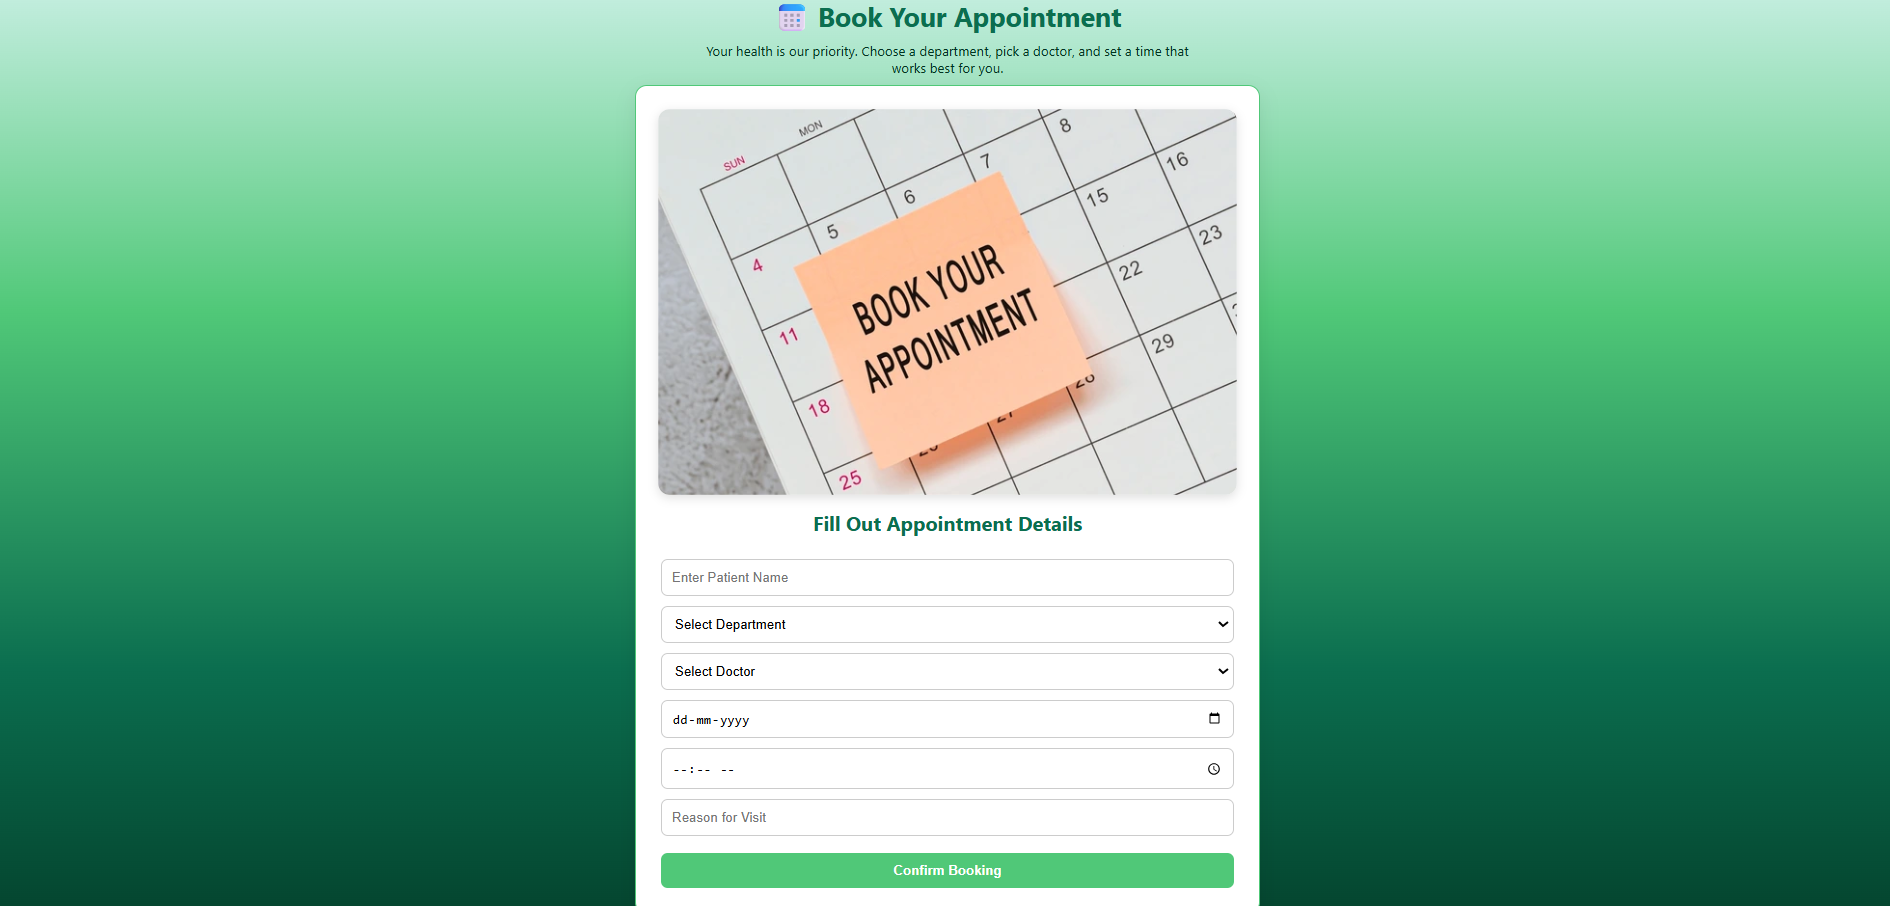 Book Your Appointment
Your health is our priority. Choose a department, pick a doctor, and set a time that
works best for you.
SUN MON
5 6 7 8
4 15 16
11 22 23
18 28 29
25
BOOK YOUR
APPOINTMENT
Fill Out Appointment Details
Enter Patient Name
Select Department
Select Doctor
dd-mm-yyyy
--:-- --
Reason for Visit
Confirm Booking